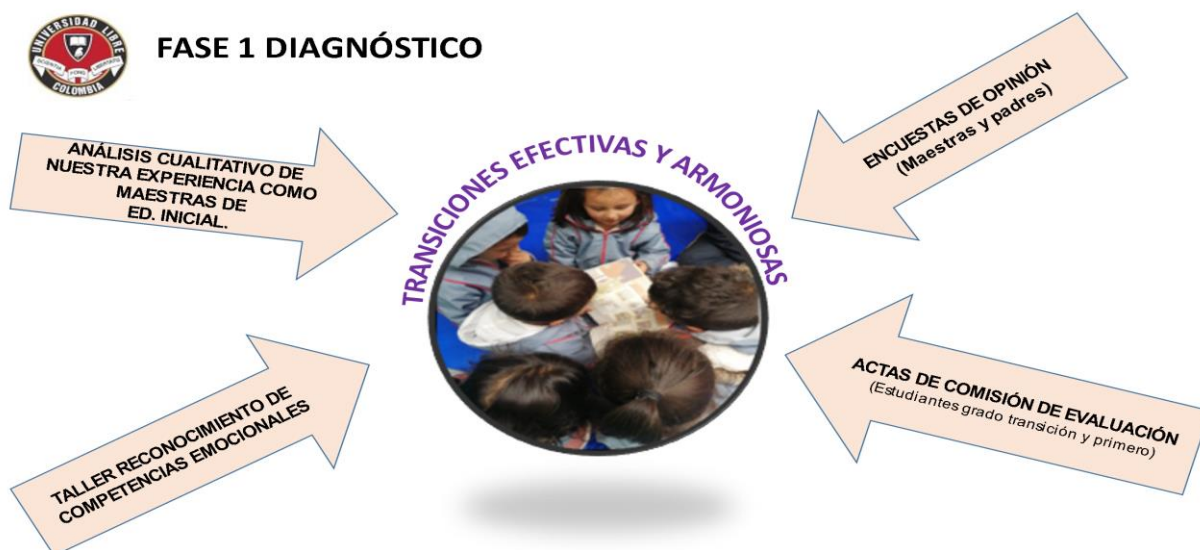 UNIVERSIDAD LIBRE
COLOMBIA
FASE 1 DIAGNÓSTICO
ANÁLISIS CUALITATIVO DE
NUESTRA EXPERIENCIA COMO
MAESTRAS DE
ED. INICIAL.
TRANSICIONES EFECTIVAS Y ARMONIOSAS
ENCUESTAS DE OPINIÓN
(Maestras y padres)
TALLER RECONOCIMIENTO DE
COMPETENCIAS EMOCIONALES
ACTAS DE COMISIÓN DE EVALUACIÓN
(Estudiantes grado transición y primero)